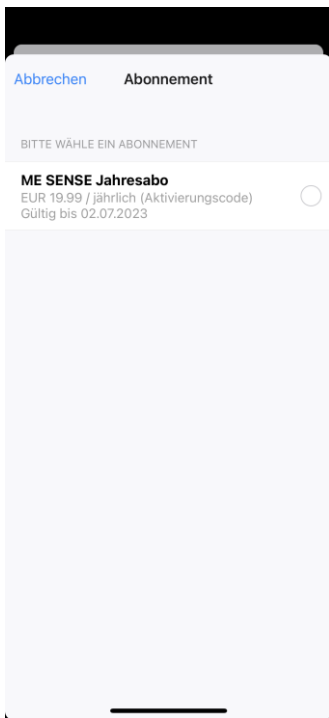 Abbrechen Abonnement
BITTE WÄHLE EIN ABONNEMENT
ME SENSE Jahresabo
EUR 19.99 / jährlich (Aktivierungscode)
Gültig bis 02.07.2023